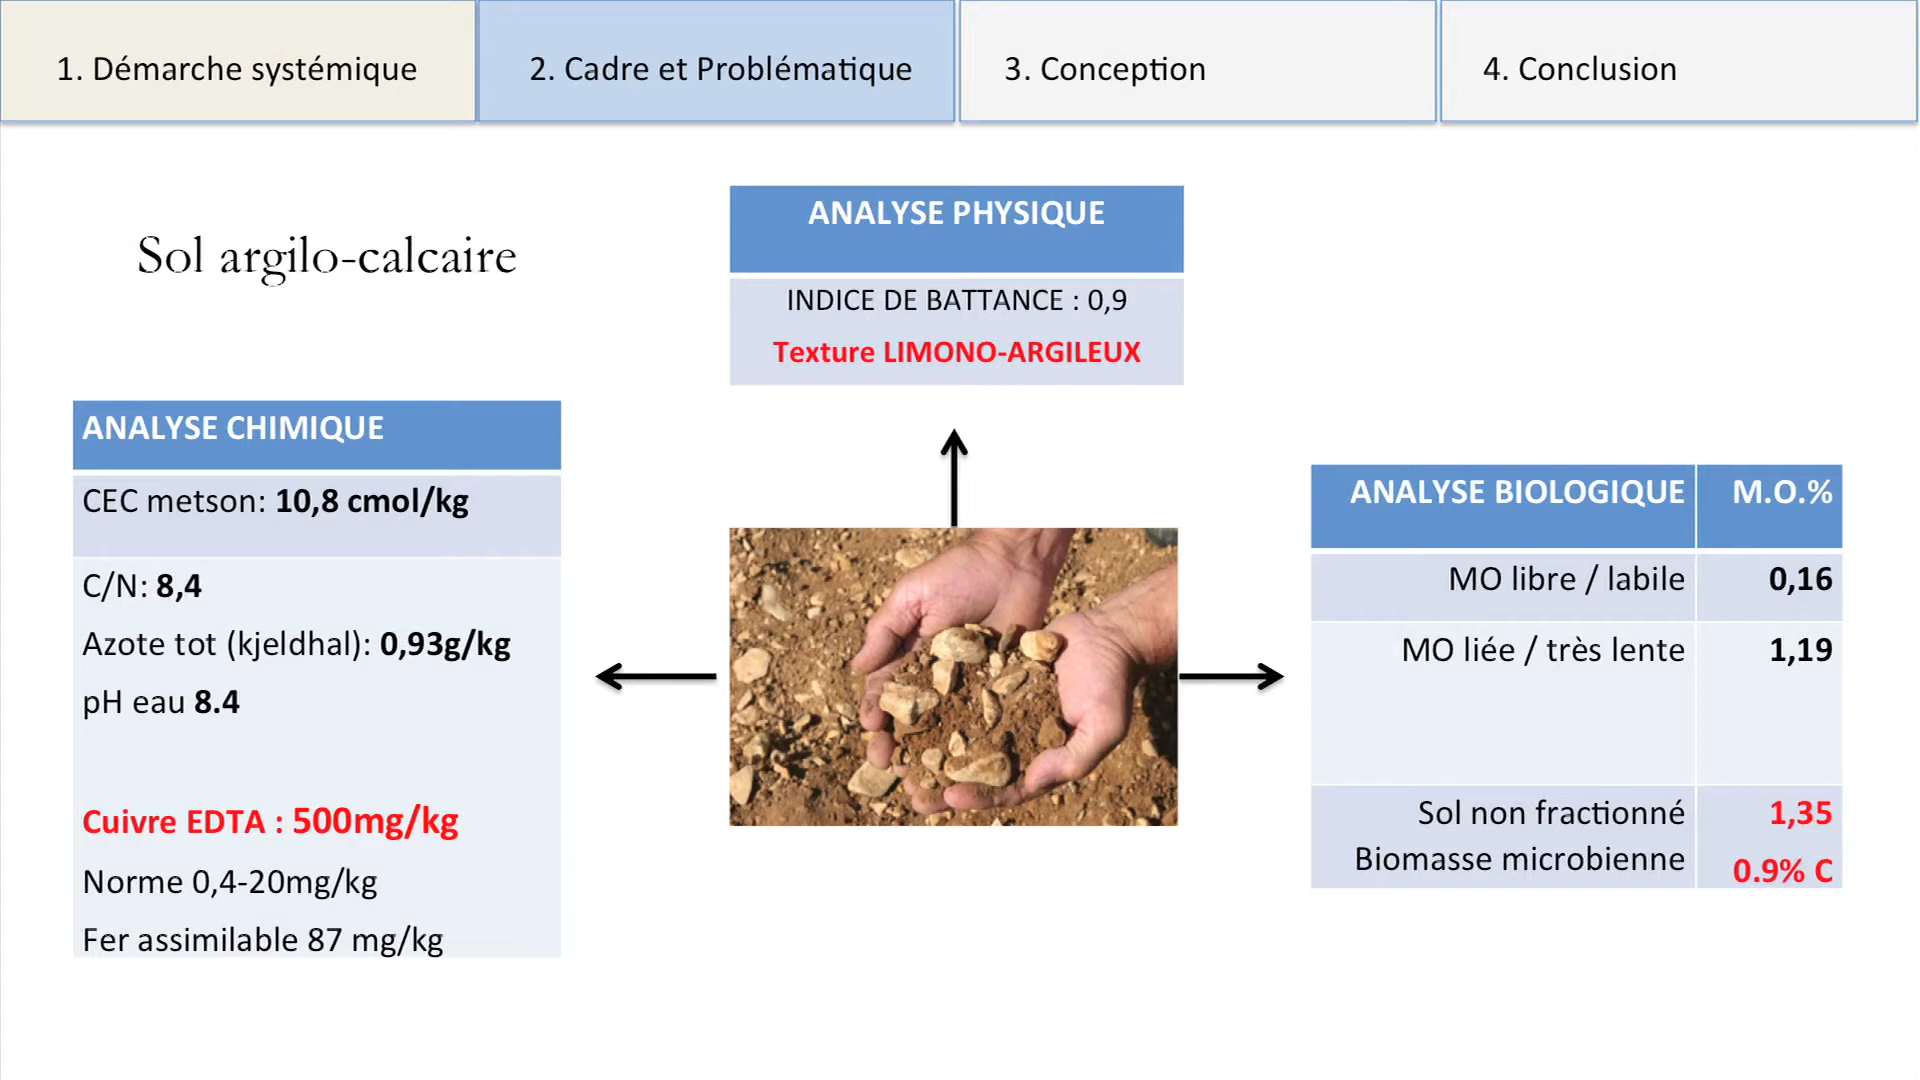 1. Démarche systémique
2. Cadre et Problématique
3. Conception
4. Conclusion
Sol argilo-calcaire
ANALYSE PHYSIQUE
INDICE DE BATTANCE : 0,9
Texture LIMONO-ARGILEUX
ANALYSE CHIMIQUE
CEC metson: 10,8 cmol/kg
C/N: 8,4
Azote tot (kjeldhal): 0,93g/kg
pH eau 8.4
Cuivre EDTA : 500mg/kg
Norme 0,4-20mg/kg
Fer assimilable 87 mg/kg
ANALYSE BIOLOGIQUE M.O.%
MO libre / labile 0,16
MO liée / très lente 1,19
Sol non fractionné 1,35
Biomasse microbienne 0.9% C